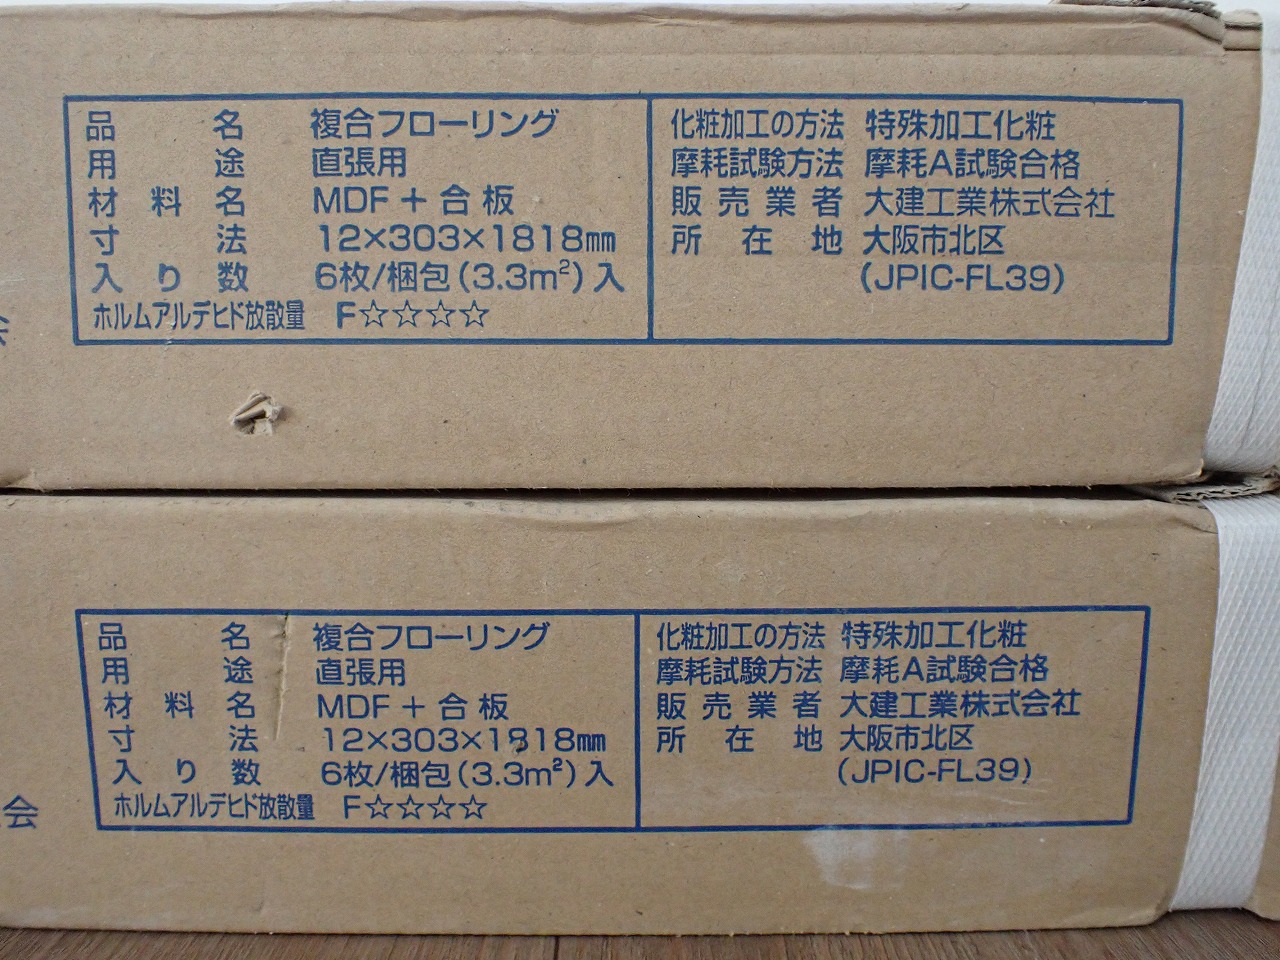 品名 複合フローリング
用途 直張用
材料名 MDF+合板
寸法 12×303×1818㎜
入り数 6枚/梱包(3.3m²)入
ホルムアルデヒド放散量 F☆☆☆☆
化粧加工の方法 特殊加工化粧
摩耗試験方法 摩耗A試験合格
販売業者 大建工業株式会社
所在地 大阪市北区
(JPIC-FL39)
会
品名 複合フローリング
用途 直張用
材料名 MDF+合板
寸法 12×303×1818㎜
入り数 6枚/梱包(3.3m²)入
ホルムアルデヒド放散量 F☆☆☆☆
化粧加工の方法 特殊加工化粧
摩耗試験方法 摩耗A試験合格
販売業者 大建工業株式会社
所在地 大阪市北区
(JPIC-FL39)
会